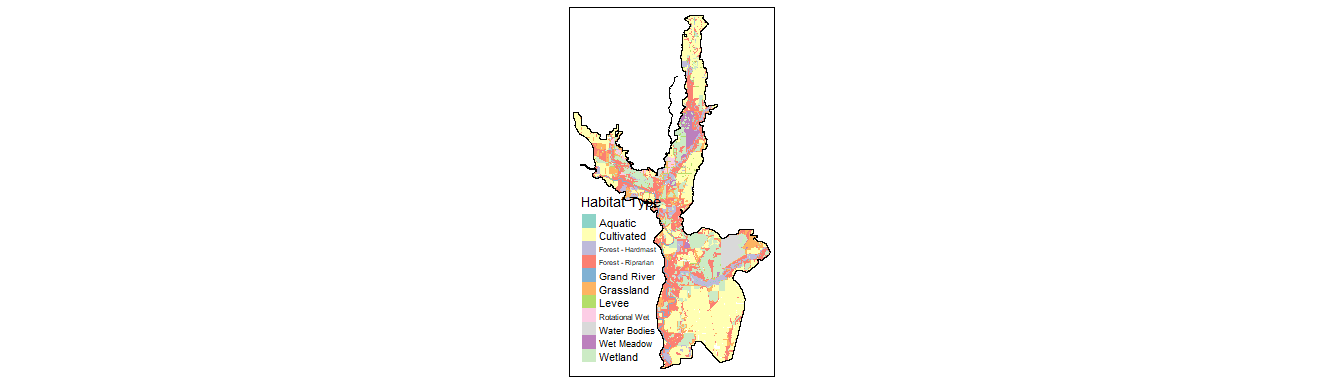 Habitat Type
Aquatic
Cultivated
Forest - Hardmast
Forest - Riprarian
Grand River
Grassland
Levee
Rotational Wet
Water Bodies
Wet Meadow
Wetland